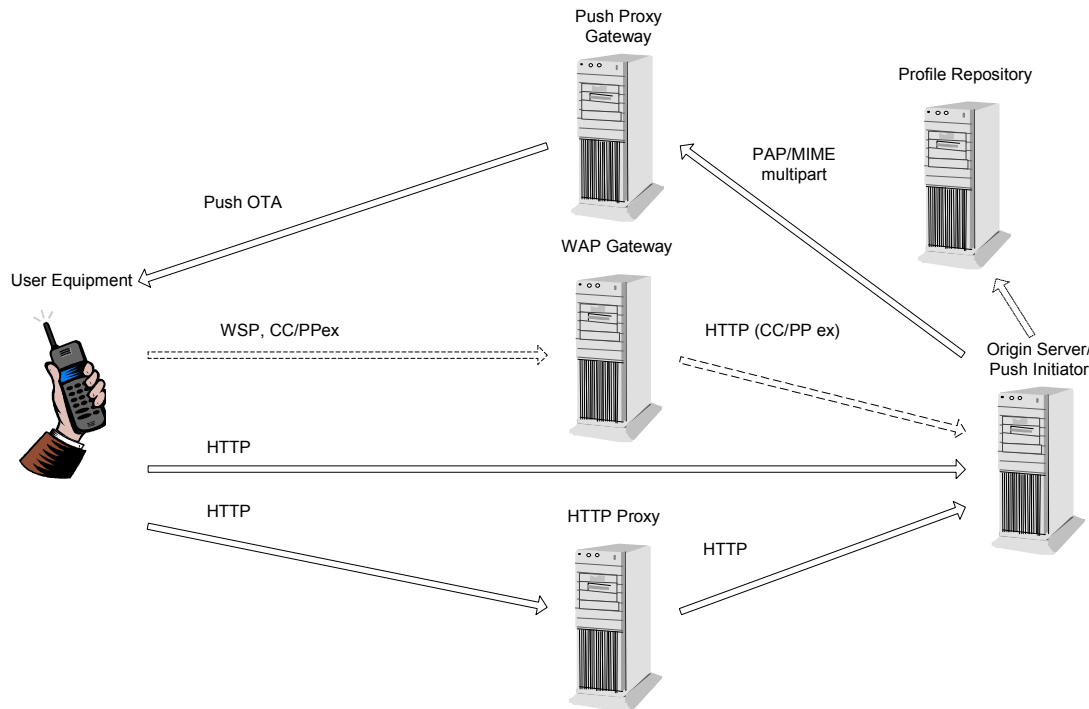 Push Proxy
Gateway
Profile Repository
PAP/MIME
multipart
Push OTA
WAP Gateway
User Equipment
WSP, CC/PPex
HTTP (CC/PP ex)
Origin Server/
Push Initiator
HTTP
HTTP
HTTP Proxy
HTTP